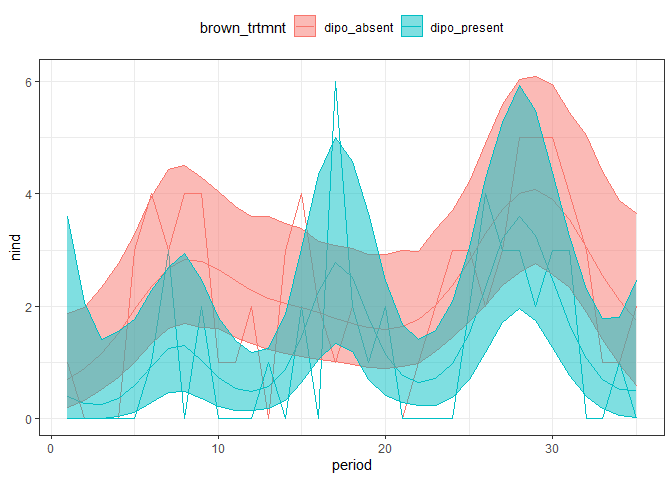 brown_trtmnt dipo_absent dipo_present
6
4
nind
2
0
0 10 20 30
period